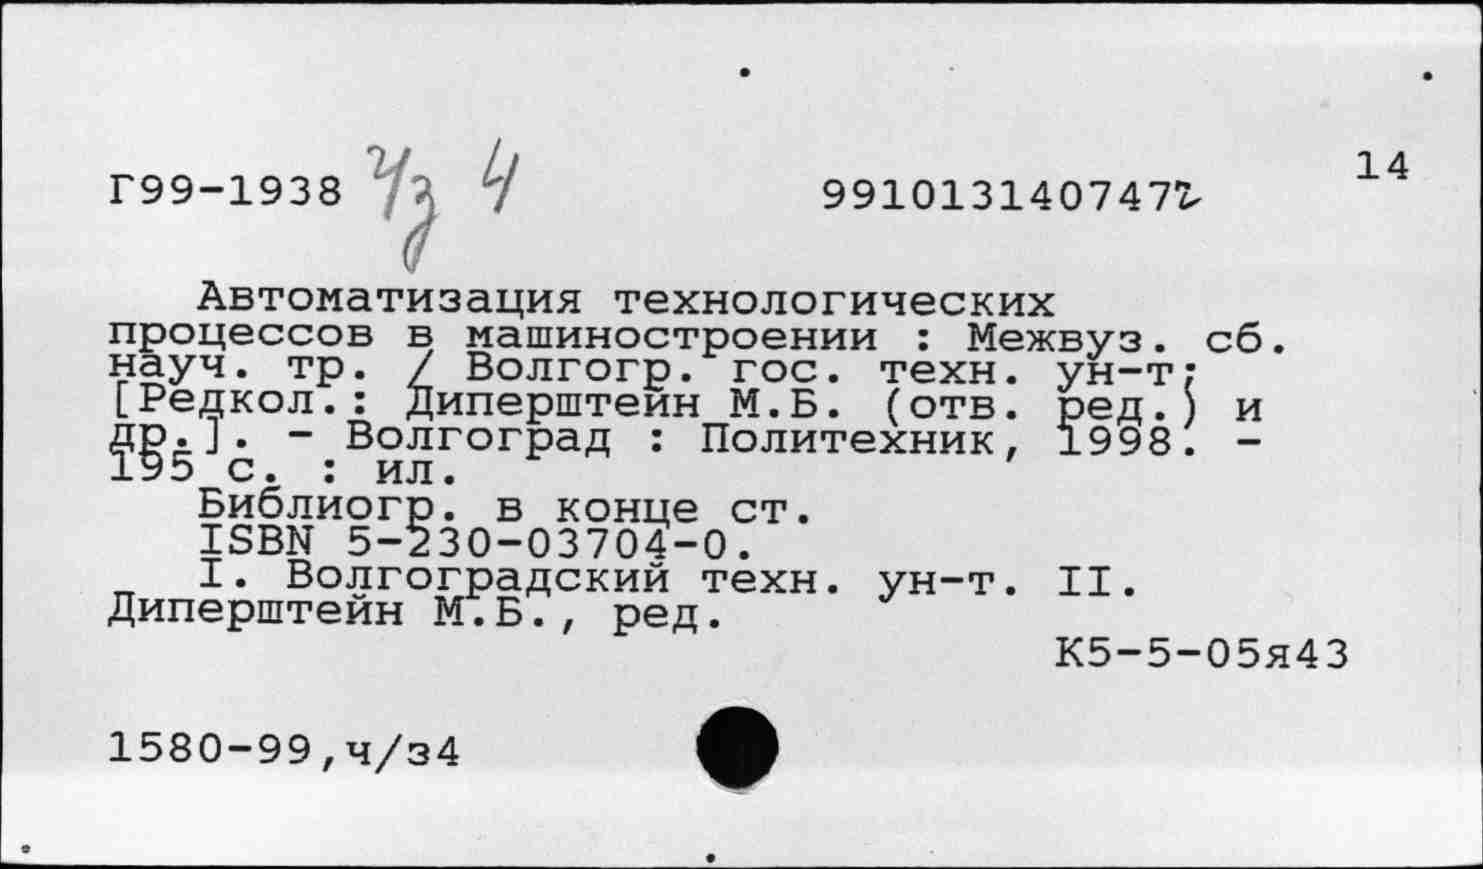 Г99-1938 ч/з 4 9910131407472 14
Автоматизация технологических
процессов в машиностроении : Межвуз. сб.
науч. тр. / Волгогр. гос. техн. ун-т;
[Редкол.: Диперштейн М.Б. (отв. ред.) и
др.]. - Волгоград : Политехник, 1998. -
195 с. : ил.
Библиогр. в конце ст.
ISBN 5-230-03704-0.
I. Волгоградский техн. ун-т. II.
Диперштейн М.Б., ред.
К5-5-05я43
1580-99,ч/з4